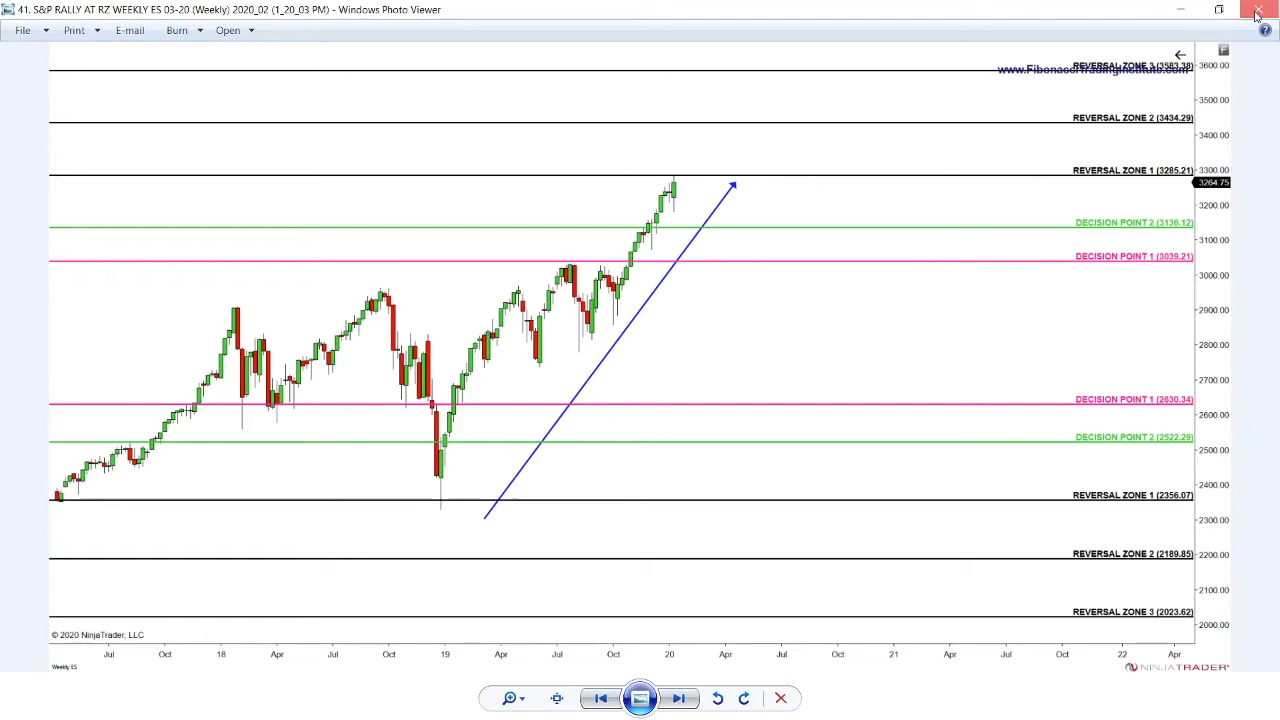 41. S&P RALLY AT RZ WEEKLY ES 03-20 (Weekly) 2020_02 (1_20_03_PM) - Windows Photo Viewer
File Print E-mail Burn Open
F
REVERSAL ZONE 3 (3583.38)
www.FibonacciTradingInstitute.com
3600.00
3500.00
REVERSAL ZONE 2 (3434.29)
3400.00
REVERSAL ZONE 1 (3285.21)
3300.00
3264.75
3200.00
DECISION POINT 2 (3136.12)
3100.00
DECISION POINT 1 (3039.21)
3000.00
2900.00
2800.00
2700.00
DECISION POINT 1 (2630.34)
2600.00
DECISION POINT 2 (2522.29)
2500.00
REVERSAL ZONE 1 (2356.07)
2400.00
2300.00
REVERSAL ZONE 2 (2189.85)
2200.00
2100.00
REVERSAL ZONE 3 (2023.62)
2000.00
© 2020 NinjaTrader, LLC
Jul Oct 18 Apr Jul Oct 19 Apr Jul Oct 20 Apr Jul Oct 21 Apr Jul Oct 22 Apr
Weekly ES
NINJATRADER